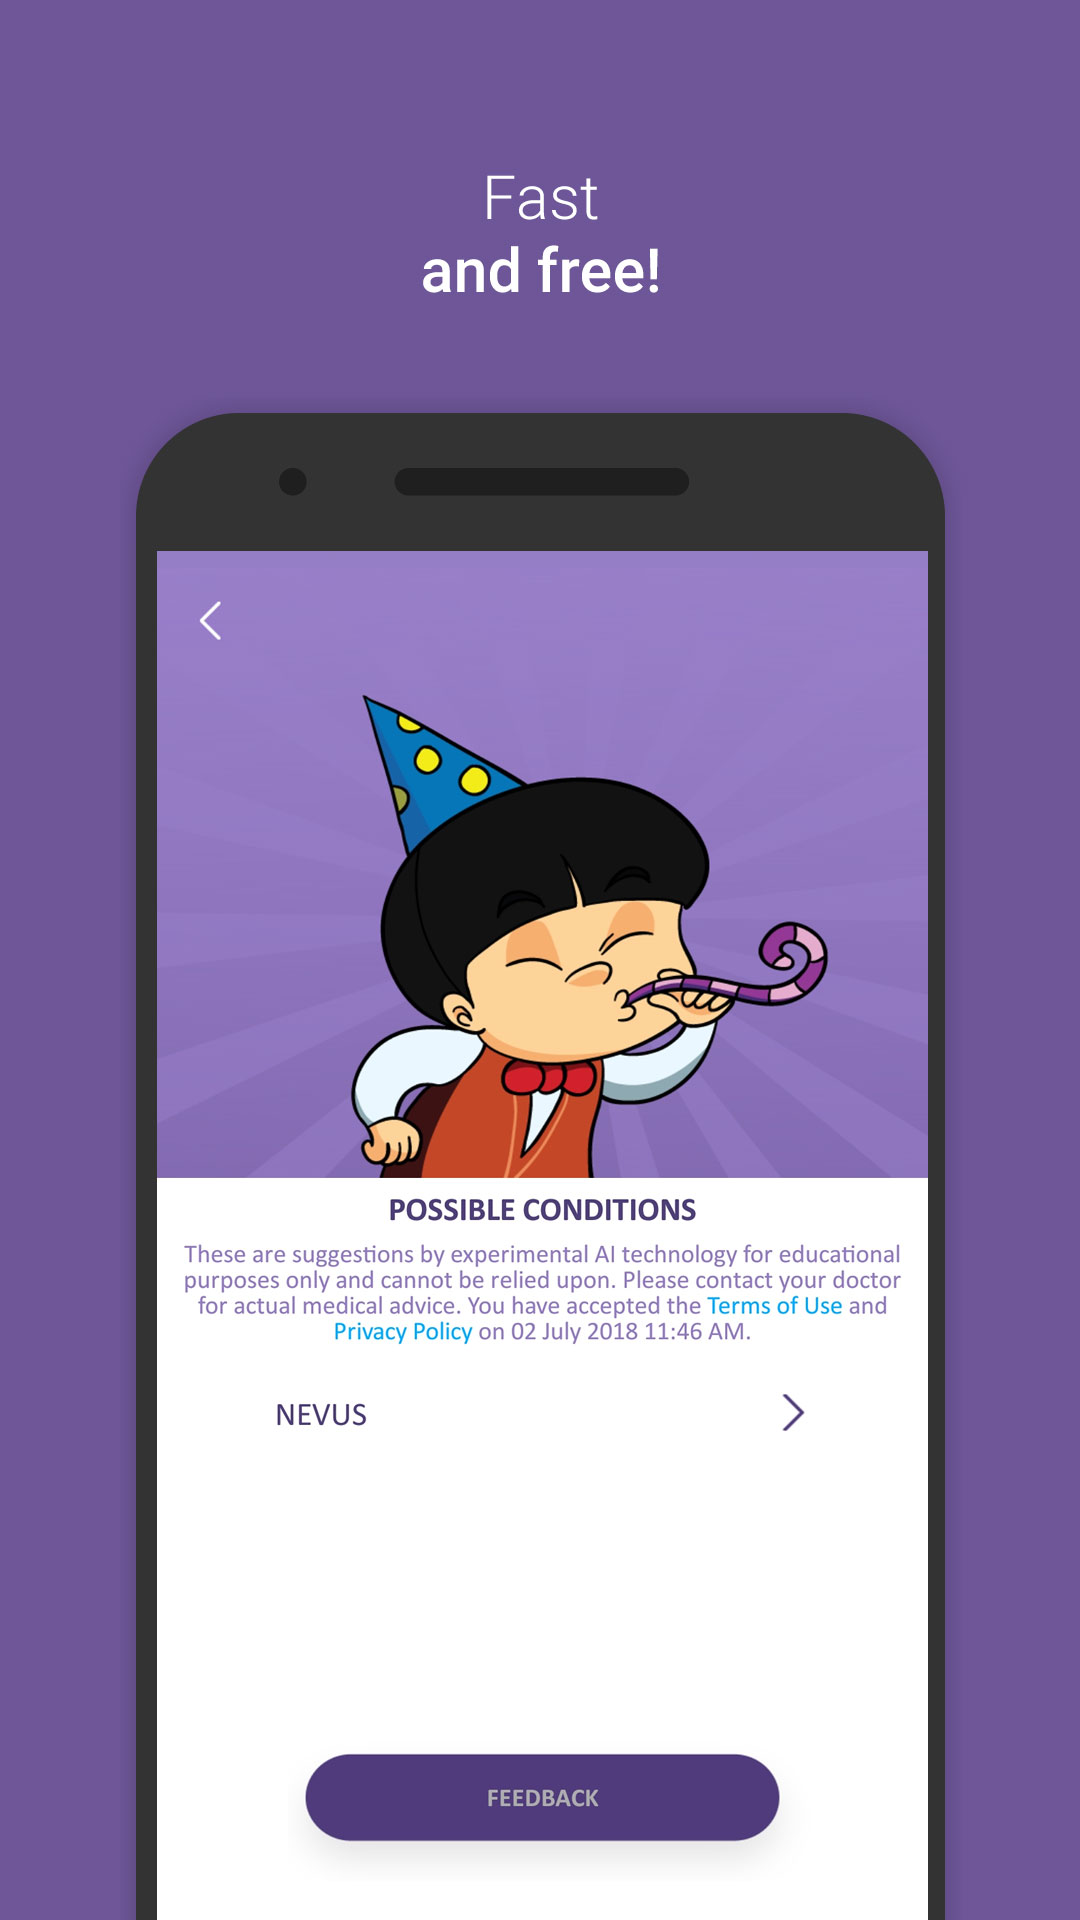 Fast
and free!
POSSIBLE CONDITIONS
These are suggestions by experimental AI technology for educational
purposes only and cannot be relied upon. Please contact your doctor
for actual medical advice. You have accepted the Terms of Use and
Privacy Policy on 02 July 2018 11:46 AM.
NEVUS
FEEDBACK